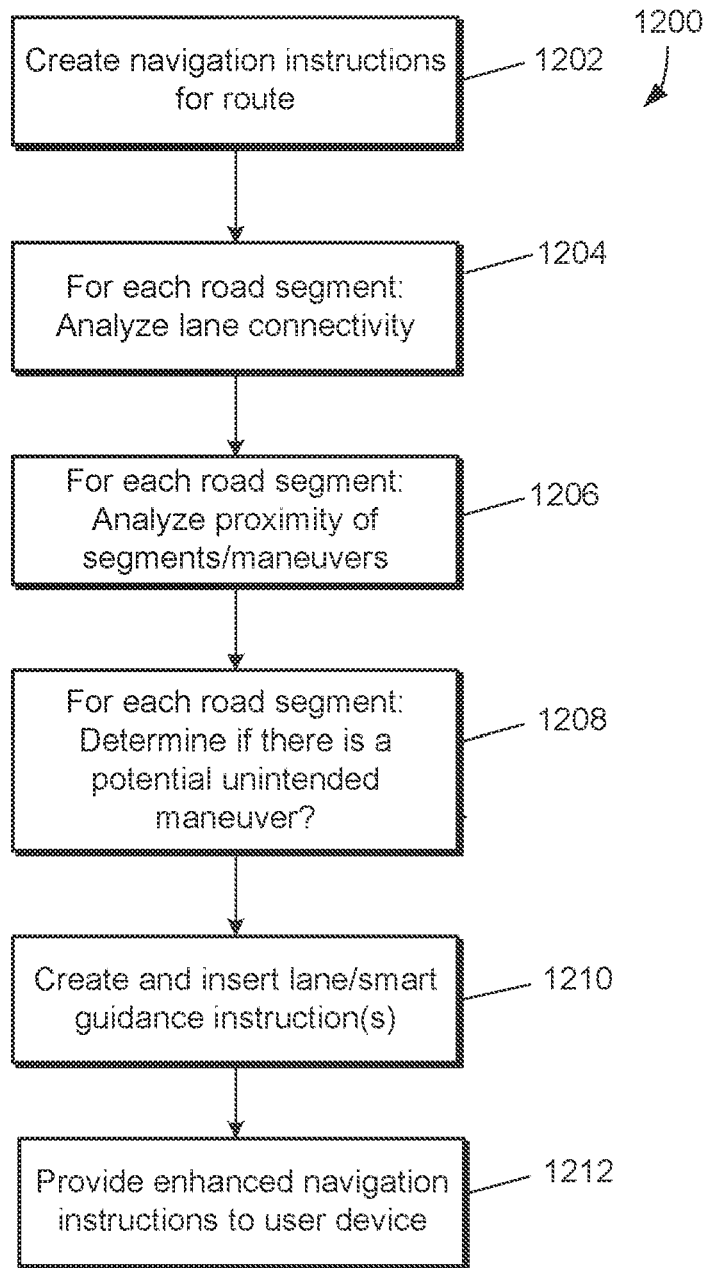 1200
Create navigation instructions
for route
1202
For each road segment:
Analyze lane connectivity
1204
For each road segment:
Analyze proximity of
segments/maneuvers
1206
For each road segment:
Determine if there is a
potential unintended
maneuver?
1208
Create and insert lane/smart
guidance instruction(s)
1210
Provide enhanced navigation
instructions to user device
1212